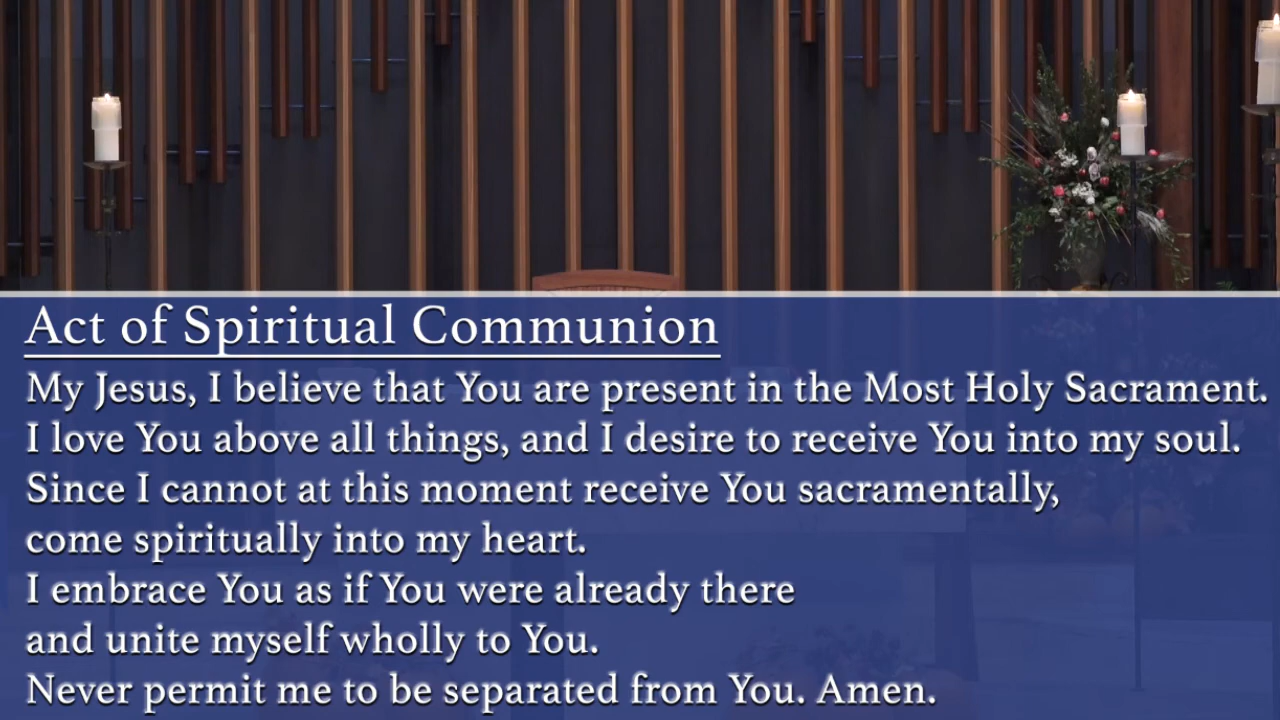 Act of Spiritual Communion
My Jesus, I believe that You are present in the Most Holy Sacrament.
I love You above all things, and I desire to receive You into my soul.
Since I cannot at this moment receive You sacramentally,
come spiritually into my heart.
I embrace You as if You were already there
and unite myself wholly to You.
Never permit me to be separated from You. Amen.